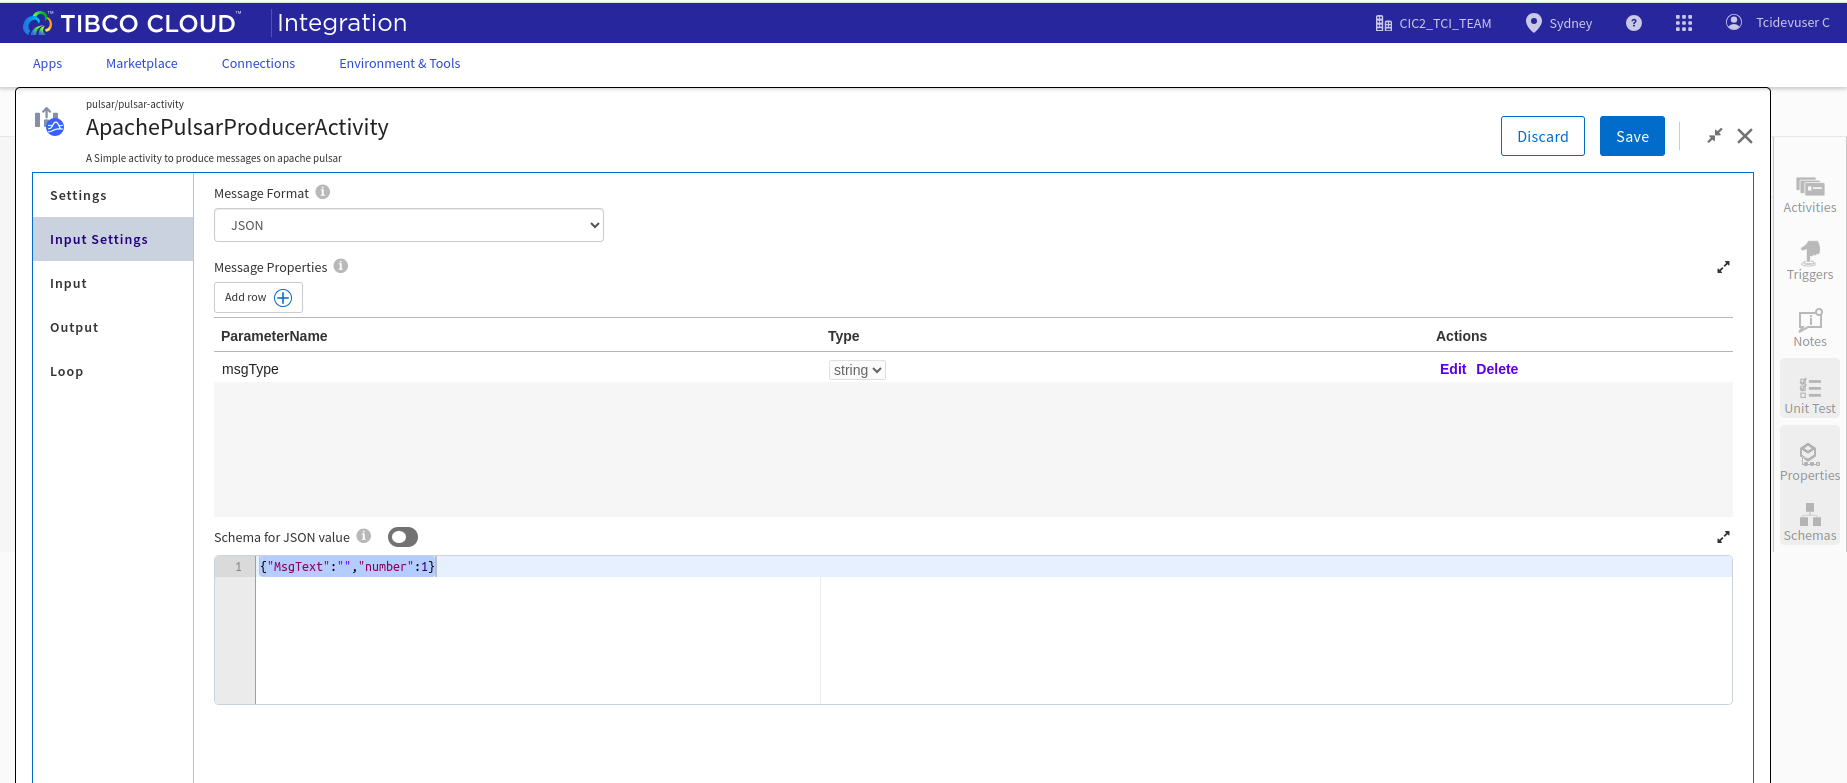 TIBCO CLOUD™ Integration CIC2_TCI_TEAM Sydney ? Tcidevuser C
Apps Marketplace Connections Environment & Tools
pulsar/pulsar-activity
ApachePulsarProducerActivity
A Simple activity to produce messages on apache pulsar
Discard Save
Settings
Input Settings
Input
Output
Loop
Message Format i
JSON
Message Properties i
Add row
ParameterName Type Actions
msgType string Edit Delete
Schema for JSON value i
1 {"MsgText":"","number":1}
Activities
Triggers
Notes
Unit Test
Properties
Schemas